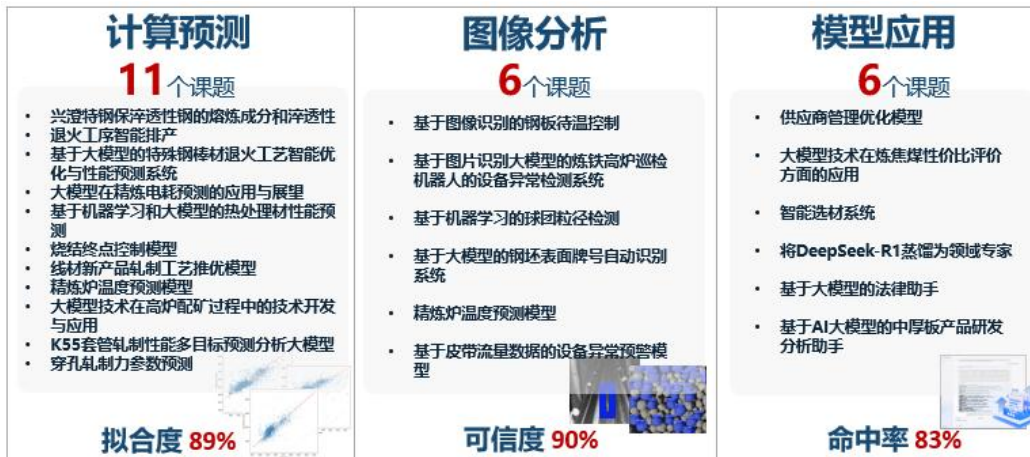 计算预测
11个课题
• 兴澄特钢保淬透性钢的熔炼成分和淬透性
• 退火工序智能排产
• 基于大模型的特殊钢棒材退火工艺智能优
化与性能预测系统
• 大模型在精炼电耗预测的应用与展望
• 基于机器学习和大模型的热处理材性能预
测
• 烧结终点控制模型
• 线材新产品轧制工艺推优模型
• 精炼炉温度预测模型
• 大模型技术在高炉配矿过程中的技术开发
与应用
• K55套管轧制性能多目标预测分析大模型
• 穿孔轧制力参数预测
拟合度 89%
图像分析
6个课题
• 基于图像识别的钢板待温控制
• 基于图片识别大模型的炼铁高炉巡检
机器人的设备异常检测系统
• 基于机器学习的球团粒径检测
• 基于大模型的钢坯表面牌号自动识别
系统
• 精炼炉温度预测模型
• 基于皮带流量数据的设备异常预警模
型
可信度 90%
模型应用
6个课题
• 供应商管理优化模型
• 大模型技术在炼焦煤性价比评价
方面的应用
• 智能选材系统
• 将DeepSeek-R1蒸馏为领域专家
• 基于大模型的法律助手
• 基于AI大模型的中厚板产品研发
分析助手
命中率 83%